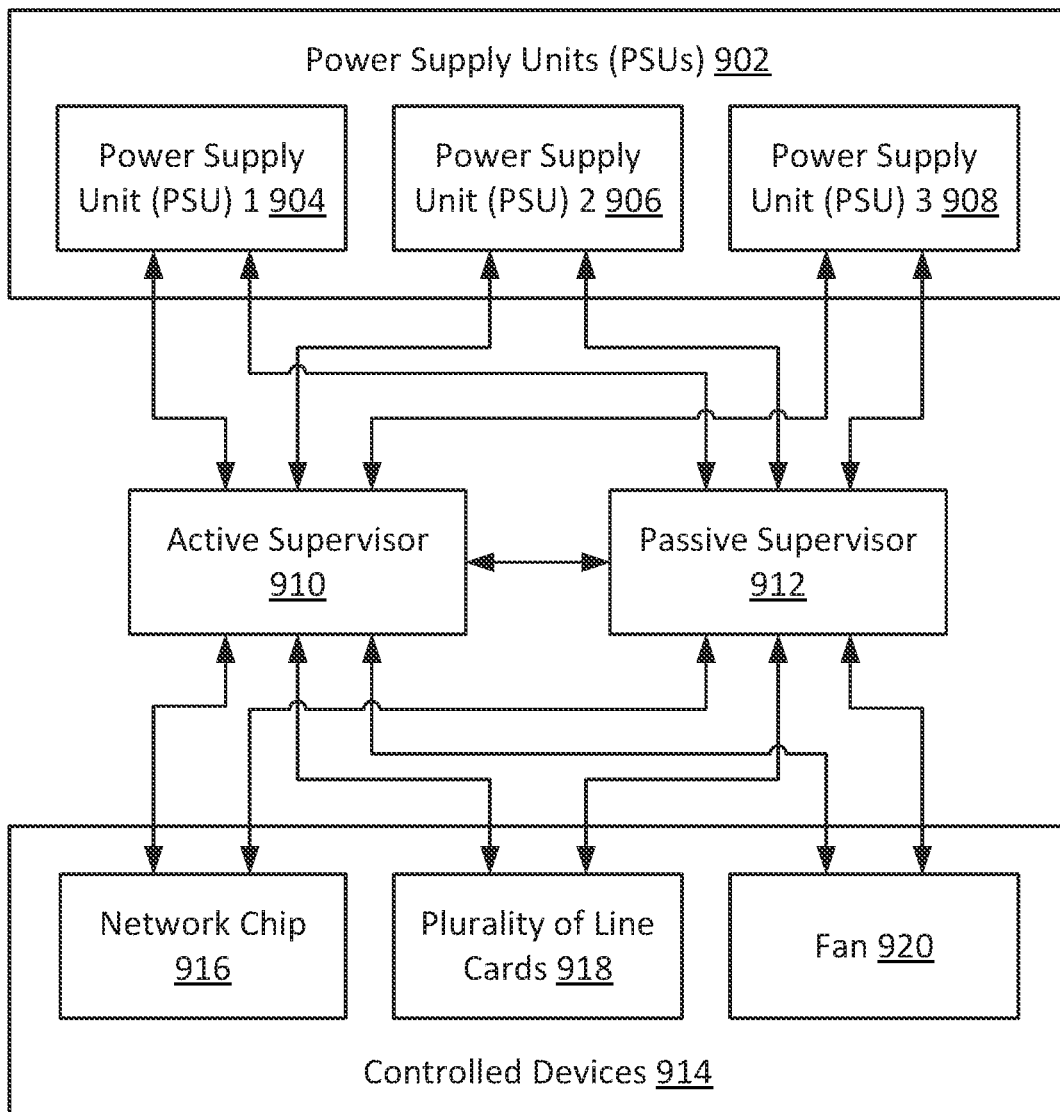 Power Supply Units (PSUs) 902
Power Supply
Unit (PSU) 1 904
Power Supply
Unit (PSU) 2 906
Power Supply
Unit (PSU) 3 908
Active Supervisor
910
Passive Supervisor
912
Network Chip
916
Plurality of Line
Cards 918
Fan 920
Controlled Devices 914